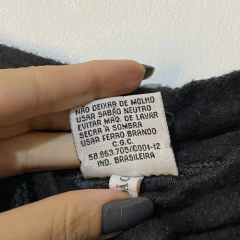 NÃO DEIXAR DE MOLHO
USAR SABÃO NEUTRO
EVITAR MAQ. DE LAVAR
SECAR À SOMBRA
USAR FERRO BRANDO
C.G.C.
58.863.705/0001-12
IND. BRASILEIRA